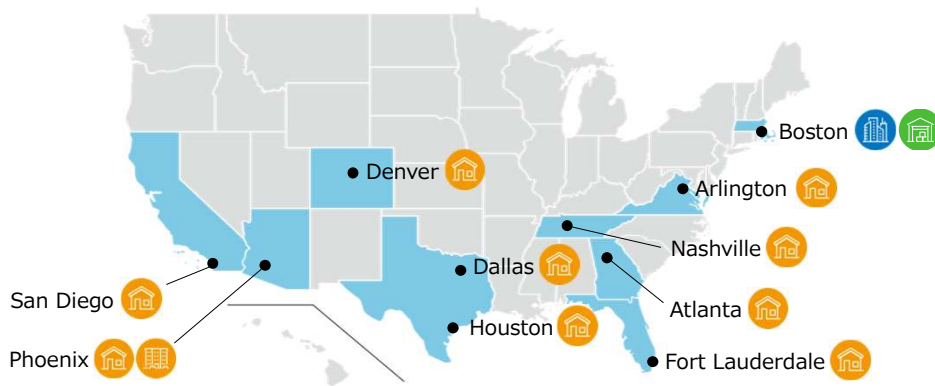 Boston
Denver
Arlington
Nashville
Dallas
San Diego
Atlanta
Houston
Phoenix
Fort Lauderdale